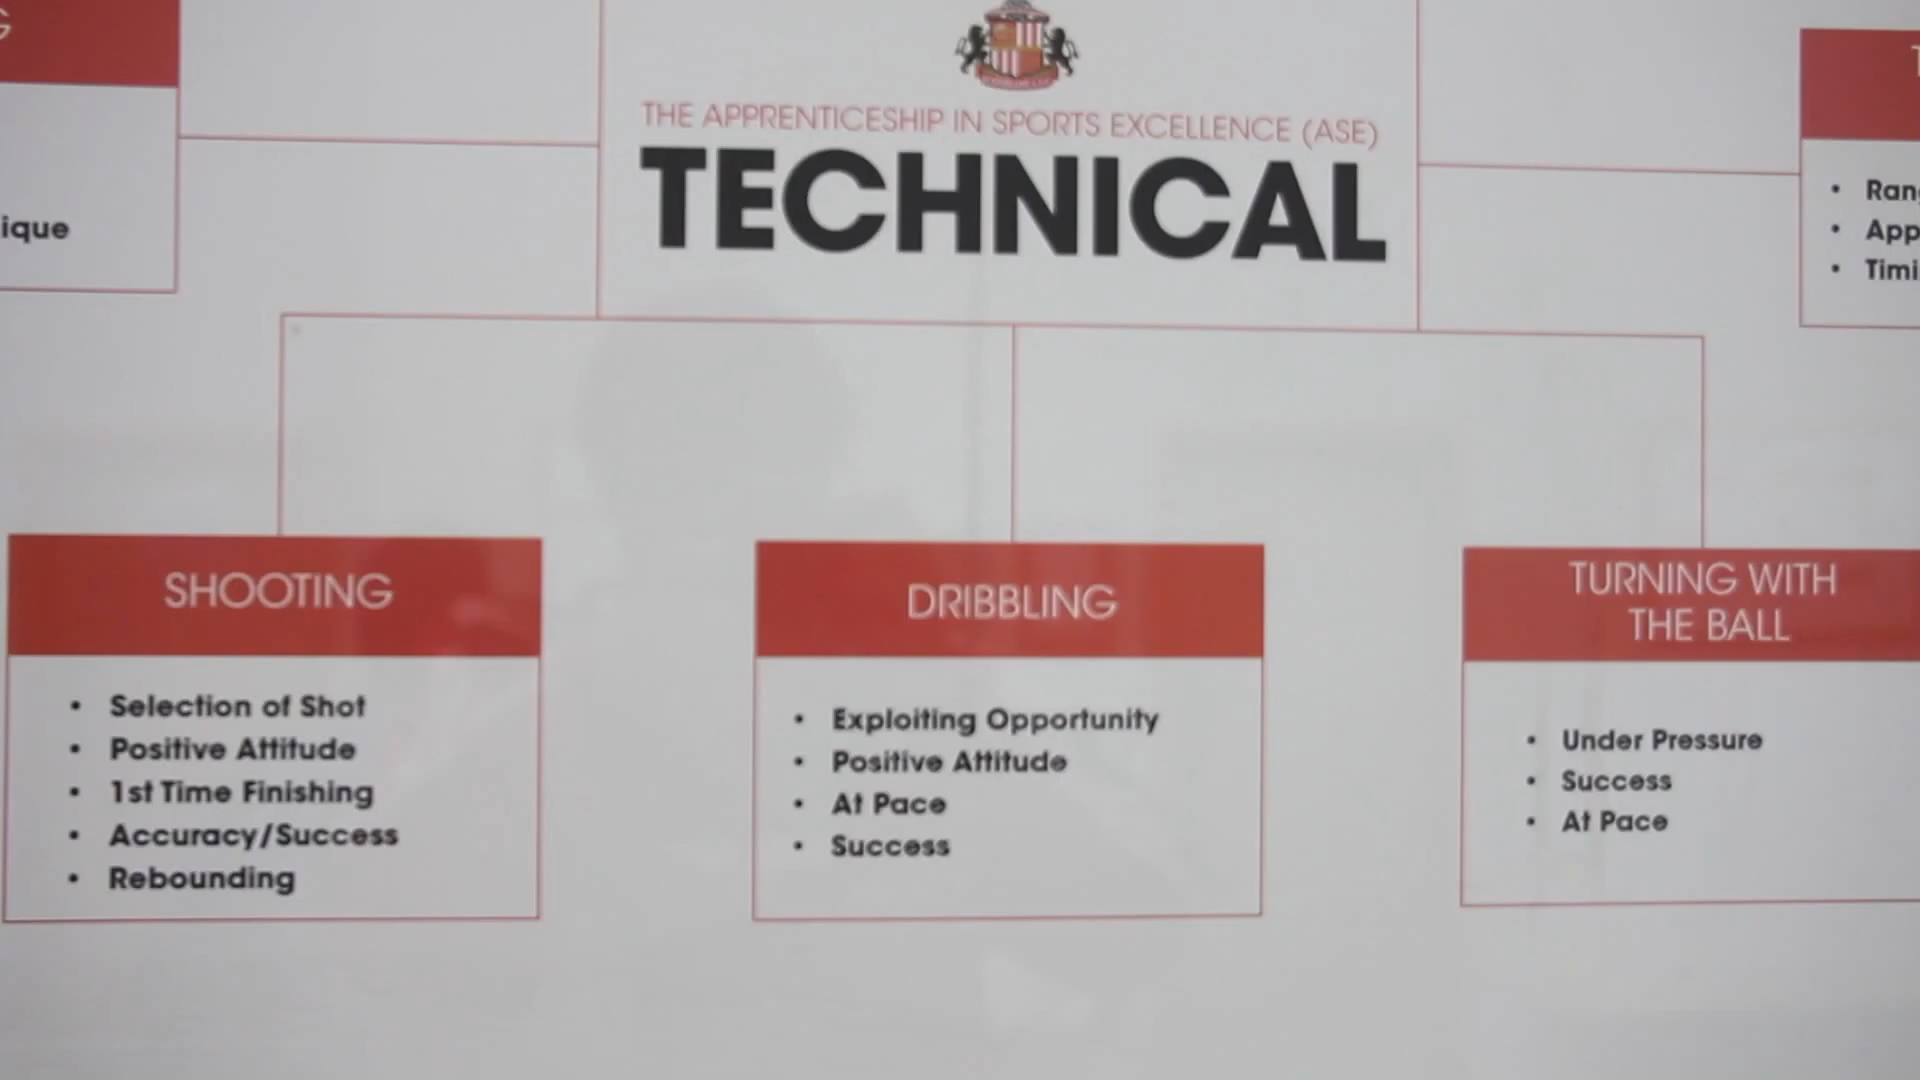 THE APPRENTICESHIP IN SPORTS EXCELLENCE (ASE)
TECHNICAL
SHOOTING
• Selection of Shot
• Positive Attitude
• 1st Time Finishing
• Accuracy/Success
• Rebounding
DRIBBLING
• Exploiting Opportunity
• Positive Attitude
• At Pace
• Success
TURNING WITH
THE BALL
• Under Pressure
• Success
• At Pace